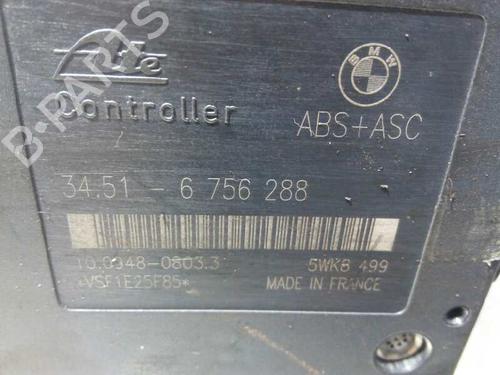 Ate
BMW
Controller
ABS+ASC
34.51 - 6 756 288
10.0948-0803.3
5WK8 499
*VSF1E25F85*
MADE IN FRANCE
B-PARTS